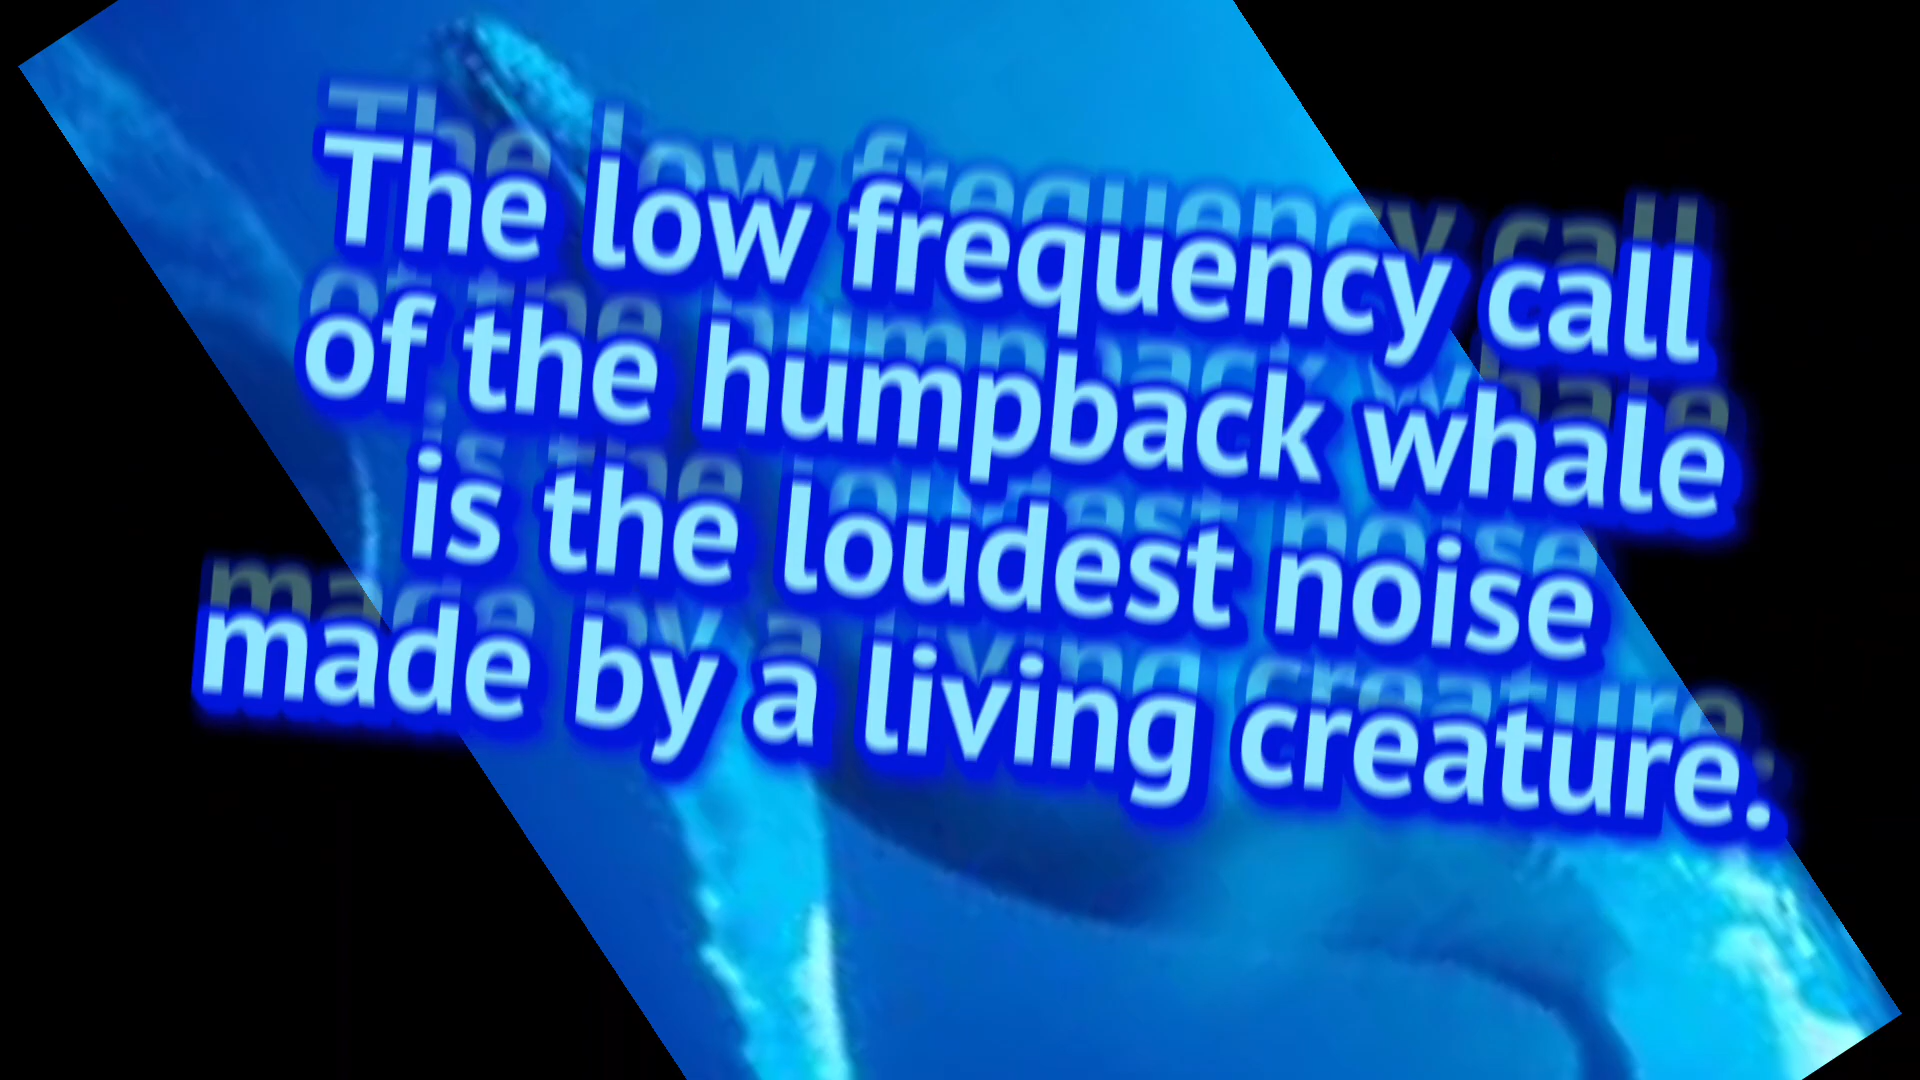 The low frequency call
of the humpback whale
is the loudest noise
made by a living creature.